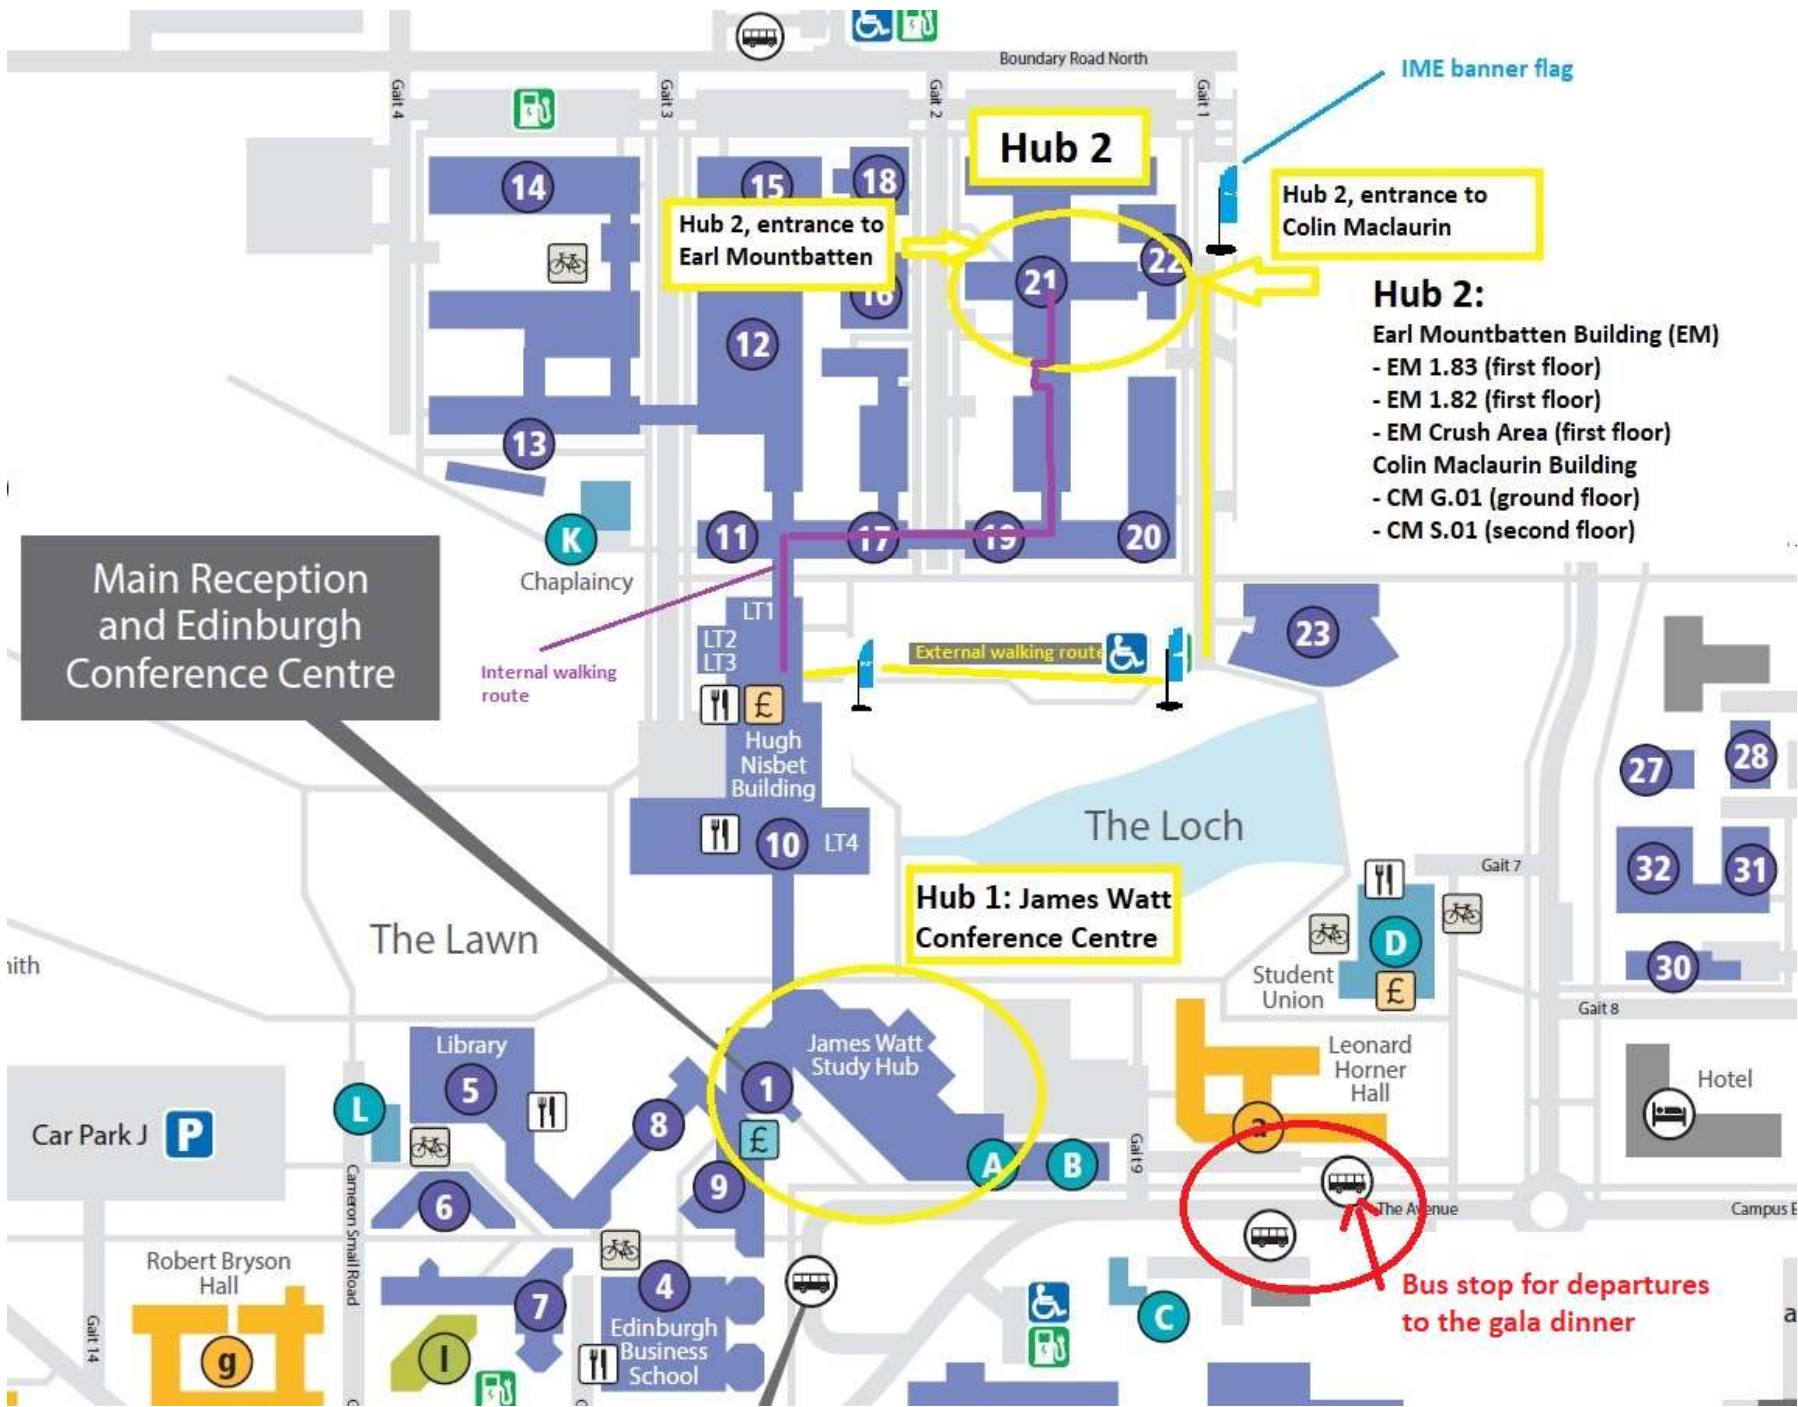 Boundary Road North
IME banner flag
Gait 4
Gait 3
Gait 2
Gait 1
Hub 2
14
15
18
Hub 2, entrance to
Earl Mountbatten
Hub 2, entrance to
Colin Maclaurin
22
21
16
12
Hub 2:
Earl Mountbatten Building (EM)
- EM 1.83 (first floor)
- EM 1.82 (first floor)
- EM Crush Area (first floor)
Colin Maclaurin Building
- CM G.01 (ground floor)
- CM S.01 (second floor)
13
K
Chaplaincy
11
17
19
20
Main Reception
and Edinburgh
Conference Centre
LT1
LT2
LT3
Internal walking
route
External walking route
23
£
Hugh
Nisbet
Building
10
LT4
The Loch
27
28
32
31
30
Gait 7
Hub 1: James Watt
Conference Centre
The Lawn
ith
D
£
Student
Union
Gait 8
Library
5
James Watt
Study Hub
1
Leonard
Horner
Hall
Hotel
L
8
£
a
Car Park J
P
9
A
B
Gait 9
6
Cameron Smail Road
The Avenue
Campus E
Robert Bryson
Hall
Gait 14
g
7
4
Edinburgh
Business
School
I
C
Bus stop for departures
to the gala dinner
a
G
G